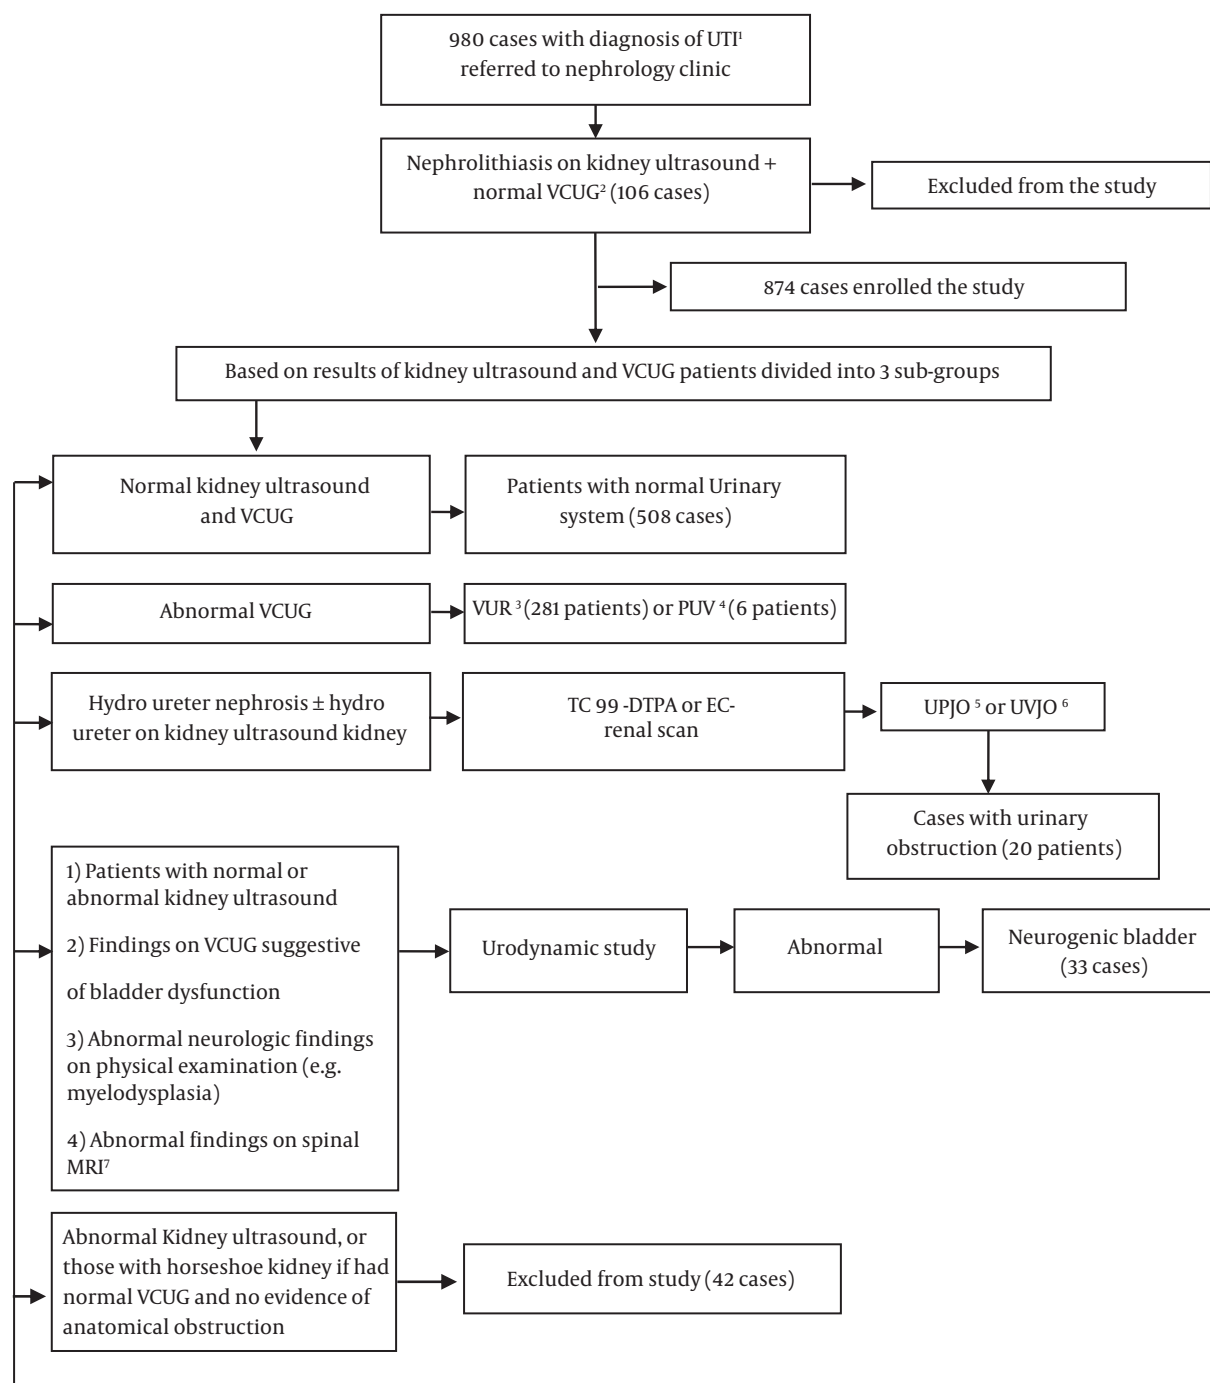 980 cases with diagnosis of UTI¹
referred to nephrology clinic
Nephrolithiasis on kidney ultrasound +
normal VCUG² (106 cases)
Excluded from the study
874 cases enrolled the study
Based on results of kidney ultrasound and VCUG patients divided into 3 sub-groups
Normal kidney ultrasound
and VCUG
Patients with normal Urinary
system (508 cases)
Abnormal VCUG
VUR ³ (281 patients) or PUV ⁴ (6 patients)
Hydro ureter nephrosis ± hydro
ureter on kidney ultrasound kidney
TC 99 -DTPA or EC-
renal scan
UPJO ⁵ or UVJO ⁶
Cases with urinary
obstruction (20 patients)
1) Patients with normal or
abnormal kidney ultrasound
2) Findings on VCUG suggestive
of bladder dysfunction
3) Abnormal neurologic findings
on physical examination (e.g.
myelodysplasia)
4) Abnormal findings on spinal
MRI⁷
Urodynamic study
Abnormal
Neurogenic bladder
(33 cases)
Abnormal Kidney ultrasound, or
those with horseshoe kidney if had
normal VCUG and no evidence of
anatomical obstruction
Excluded from study (42 cases)